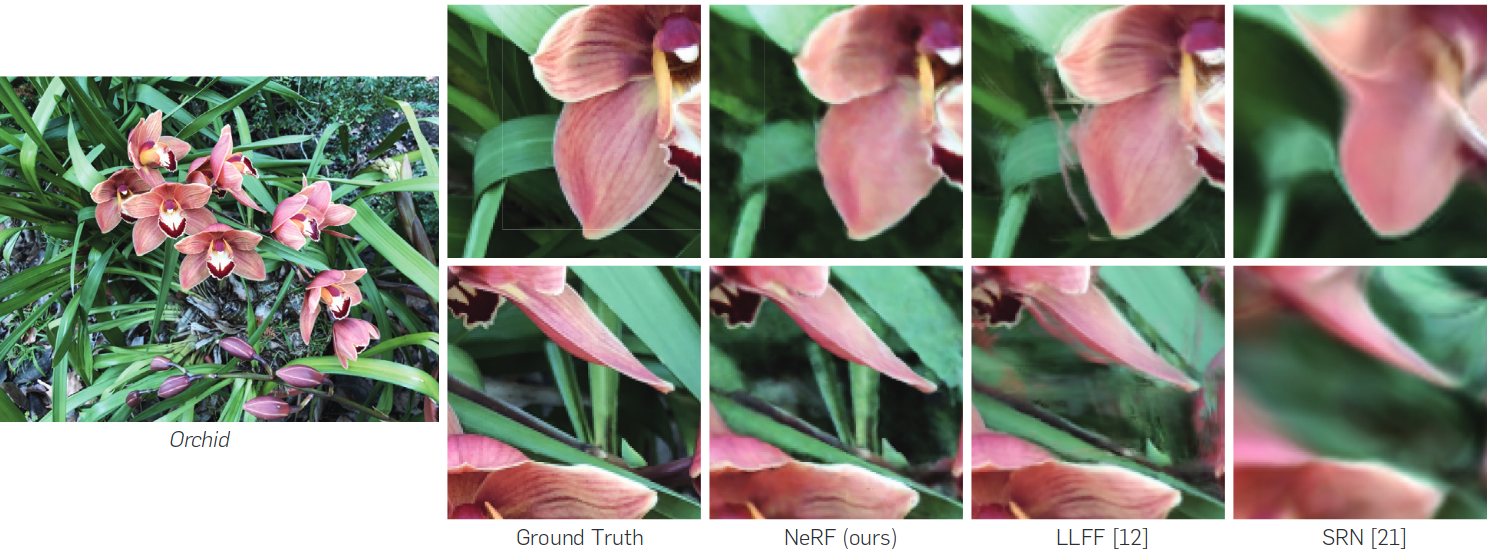 Orchid
Ground Truth
NeRF (ours)
LLFF [12]
SRN [21]